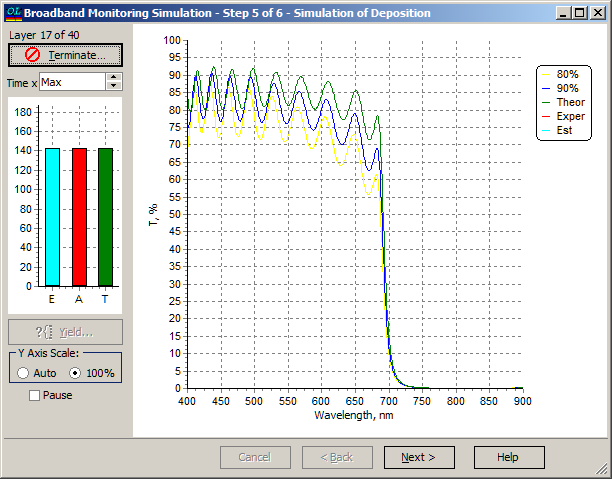 OL Broadband Monitoring Simulation - Step 5 of 6 - Simulation of Deposition
Layer 17 of 40
Terminate...
Time x Max
180
160
140
120
100
80
60
40
20
0
E A T
?{¦ Yield...
Y Axis Scale:
Auto 100%
Pause
100
95
90
85
80
75
70
65
60
55
50
45
40
35
30
25
20
15
10
5
0
T, %
400 450 500 550 600 650 700 750 800 850 900
Wavelength, nm
80%
90%
Theor
Exper
Est
Cancel < Back Next > Help